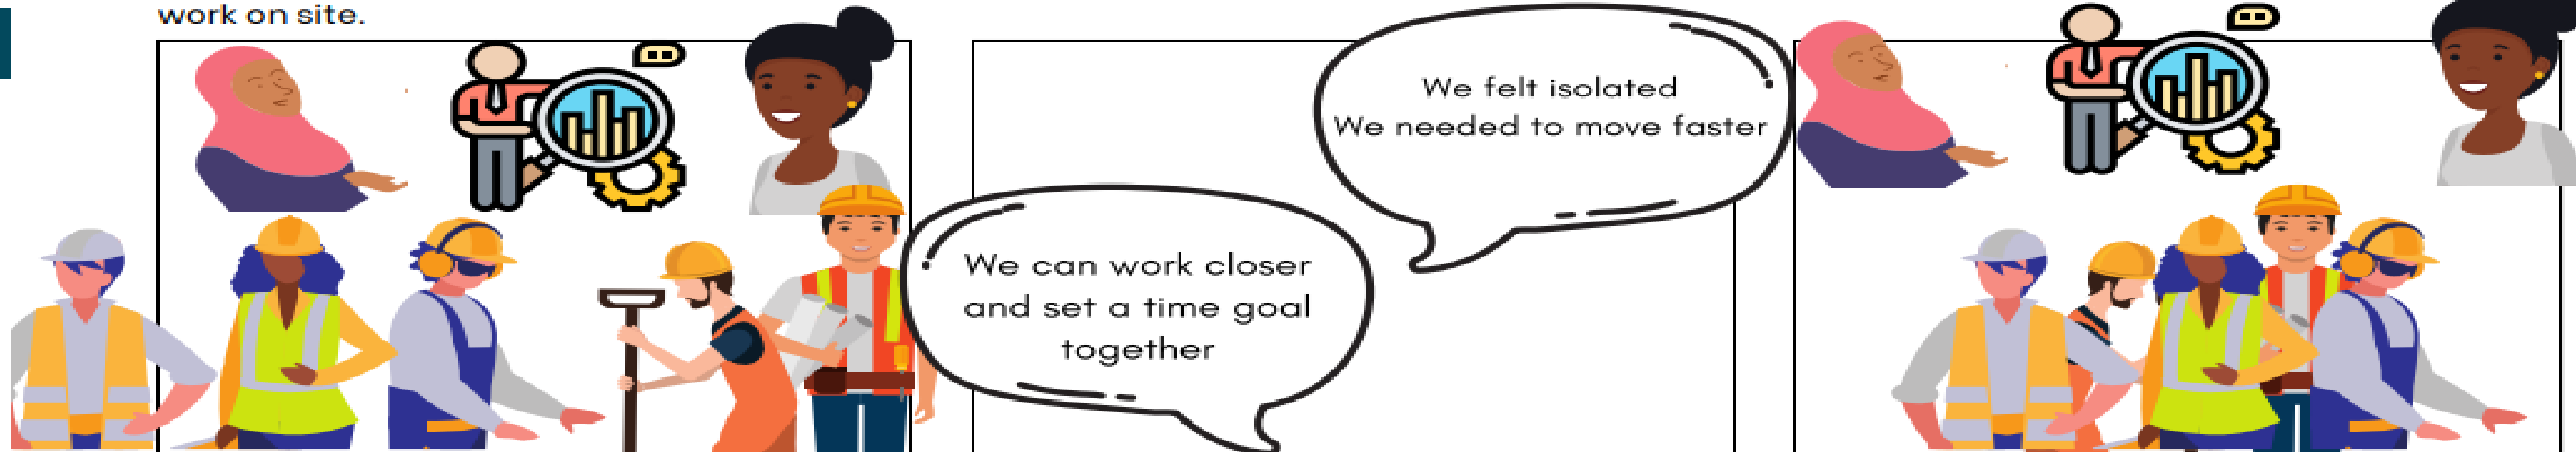 work on site.
We felt isolated
We needed to move faster
We can work closer
and set a time goal
together